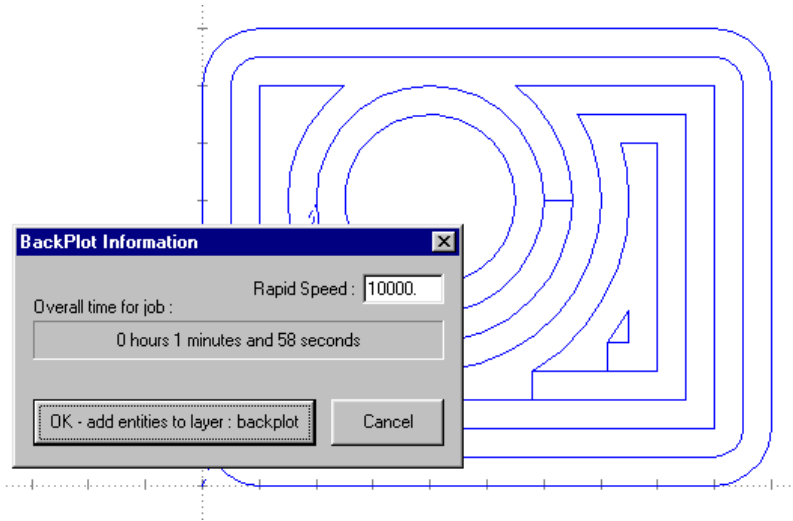 BackPlot Information
Rapid Speed : 10000.
Overall time for job :
0 hours 1 minutes and 58 seconds
OK - add entities to layer : backplot
Cancel